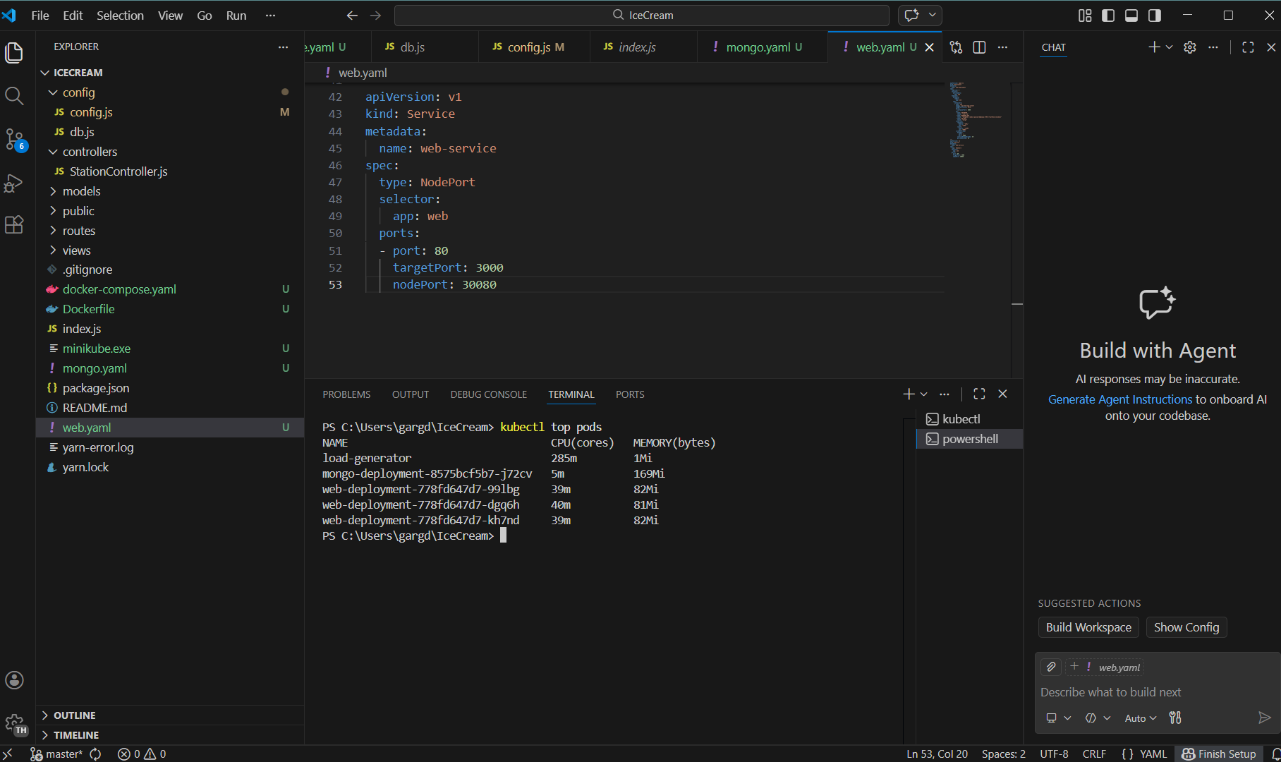 File Edit Selection View Go Run ···
IceCream
EXPLORER
ICECREAM
config
JS config.js M
JS db.js
controllers
JS StationController.js
models
public
routes
views
.gitignore
docker-compose.yaml U
Dockerfile U
JS index.js
minikube.exe U
! mongo.yaml U
{} package.json
README.md
! web.yaml U
yarn-error.log
yarn.lock
OUTLINE
TIMELINE
6
TH
e.yaml U
JS db.js
JS config.js M
JS index.js
! mongo.yaml U
! web.yaml U
! web.yaml
42 apiVersion: v1
43 kind: Service
44 metadata:
45 name: web-service
46 spec:
47 type: NodePort
48 selector:
49 app: web
50 ports:
51 - port: 80
52 targetPort: 3000
53 nodePort: 30080
PROBLEMS OUTPUT DEBUG CONSOLE TERMINAL PORTS
PS C:\Users\gargd\IceCream> kubectl top pods
NAME CPU(cores) MEMORY(bytes)
load-generator 285m 1Mi
mongo-deployment-8575bcf5b7-j72cv 5m 169Mi
web-deployment-778fd647d7-99lbg 39m 82Mi
web-deployment-778fd647d7-dgq6h 40m 81Mi
web-deployment-778fd647d7-kh7nd 39m 82Mi
PS C:\Users\gargd\IceCream>
kubectl
powershell
CHAT
Build with Agent
AI responses may be inaccurate.
Generate Agent Instructions to onboard AI
onto your codebase.
SUGGESTED ACTIONS
Build Workspace Show Config
+ ! web.yaml
Describe what to build next
Auto
master* 0 0
Ln 53, Col 20 Spaces: 2 UTF-8 CRLF {} YAML Finish Setup